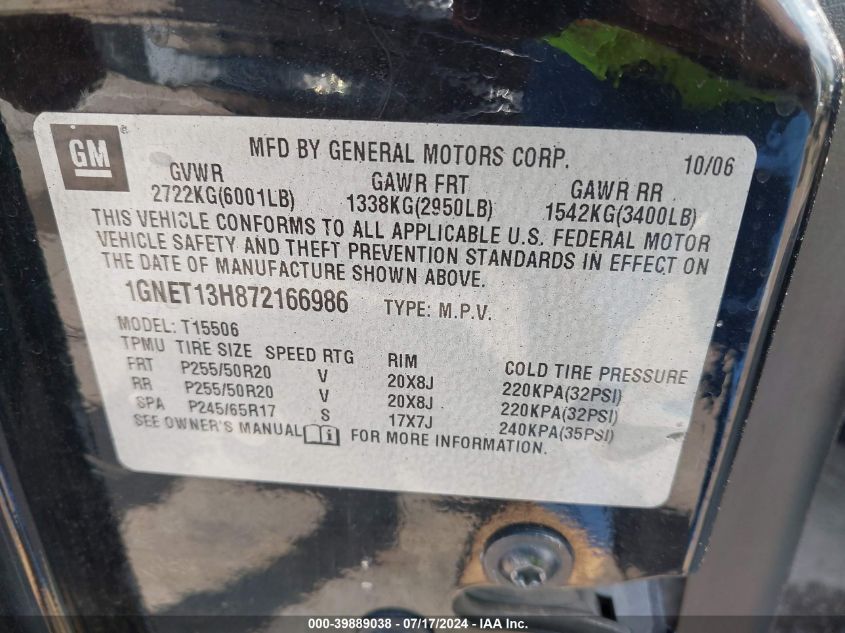 GM
MFD BY GENERAL MOTORS CORP. 10/06
GVWR GAWR FRT GAWR RR
2722KG(6001LB) 1338KG(2950LB) 1542KG(3400LB)
THIS VEHICLE CONFORMS TO ALL APPLICABLE U.S. FEDERAL MOTOR
VEHICLE SAFETY AND THEFT PREVENTION STANDARDS IN EFFECT ON
THE DATE OF MANUFACTURE SHOWN ABOVE.
1GNET13H872166986 TYPE: M.P.V.
MODEL: T15506
TPMU TIRE SIZE SPEED RTG RIM COLD TIRE PRESSURE
FRT P255/50R20 V 20X8J 220KPA(32PSI)
RR P255/50R20 V 20X8J 220KPA(32PSI)
SPA P245/65R17 S 17X7J 240KPA(35PSI)
SEE OWNER'S MANUAL FOR MORE INFORMATION.
000-39889038 - 07/17/2024 - IAA Inc.